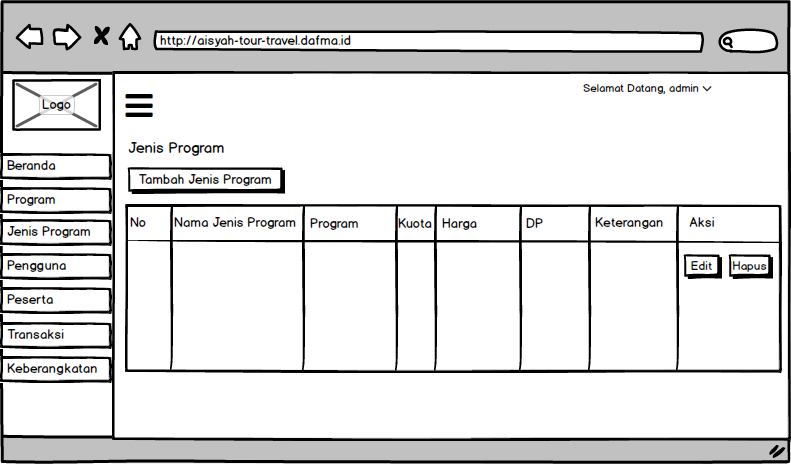 http://aisyah-tour-travel.dafma.id
Logo
Selamat Datang, admin
Beranda
Program
Jenis Program
Pengguna
Peserta
Transaksi
Keberangkatan
Jenis Program
Tambah Jenis Program
No Nama Jenis Program Program Kuota Harga DP Keterangan Aksi
Edit Hapus